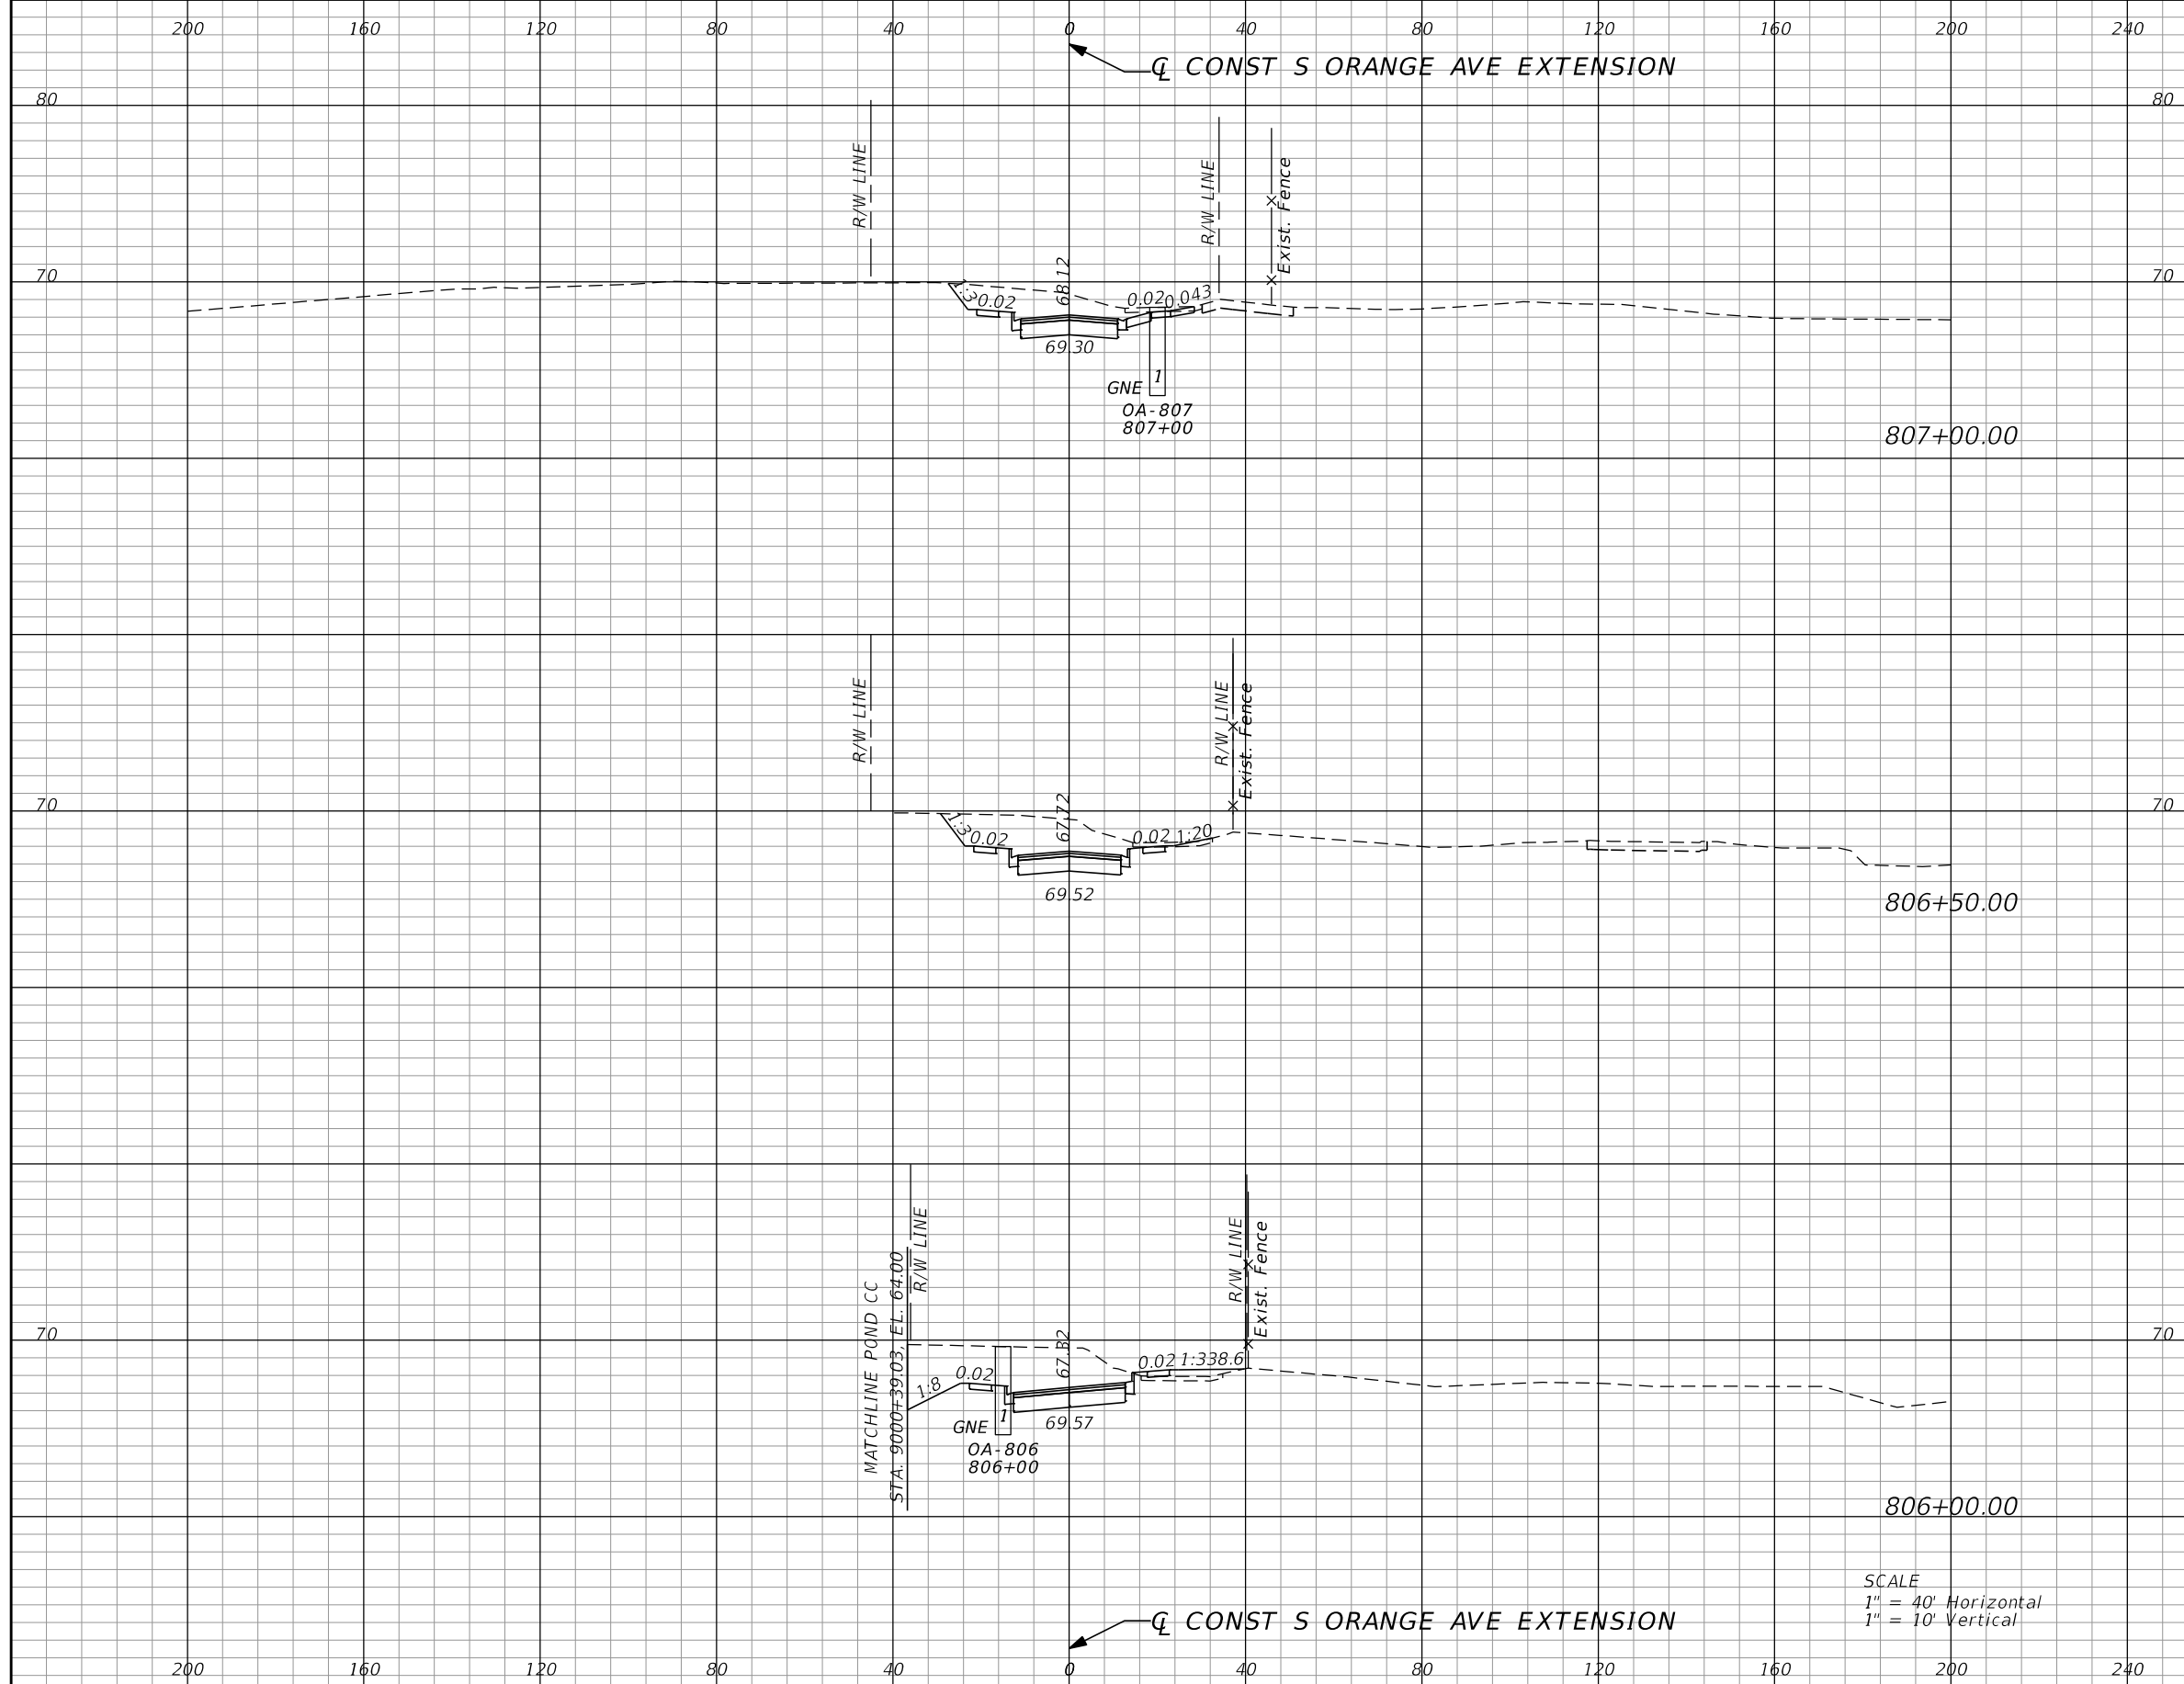 200 160 120 80 40 0 40 80 120 160 200 240
℄ CONST S ORANGE AVE EXTENSION
80 80
R/W LINE
R/W LINE
Exist. Fence
70 70
68.12
1:3
0.02
0.02
0.043
69.30
GNE
1
OA-807
807+00
807+00.00
R/W LINE
R/W LINE
Exist. Fence
70 70
67.72
1:3
0.02
0.02
1:20
69.52
806+50.00
MATCHLINE POND CC
STA. 9000+39.03, EL. 64.00
R/W LINE
R/W LINE
Exist. Fence
70 70
1:8
0.02
0.02
1:338.6
69.57
GNE
1
OA-806
806+00
806+00.00
SCALE
1" = 40' Horizontal
1" = 10' Vertical
℄ CONST S ORANGE AVE EXTENSION
200 160 120 80 40 0 40 80 120 160 200 240